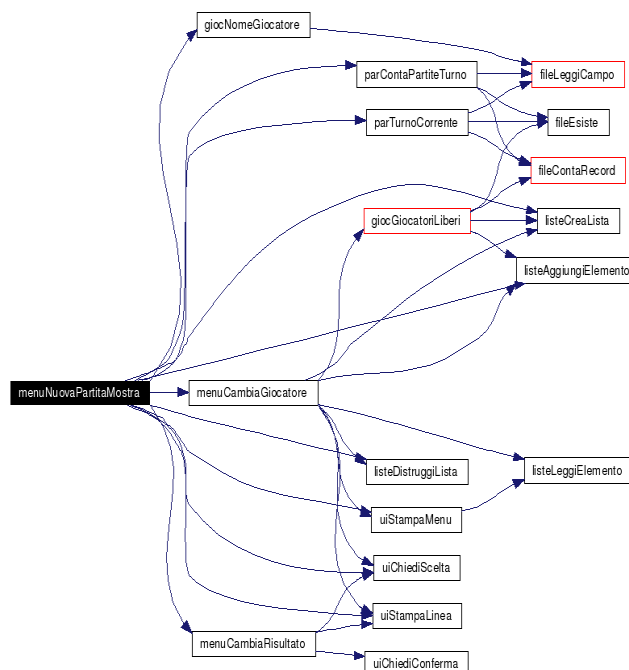 giocNomeGiocatore
parContaPartiteTurno
fileLeggiCampo
parTurnoCorrente
fileEsiste
fileContaRecord
giocGiocatoriLiberi
listeCreaLista
listeAggiungiElemento
menuNuovaPartitaMostra
menuCambiaGiocatore
listeDistruggiLista
listeLeggiElemento
uiStampaMenu
uiChiediScelta
uiStampaLinea
menuCambiaRisultato
uiChiediConferma